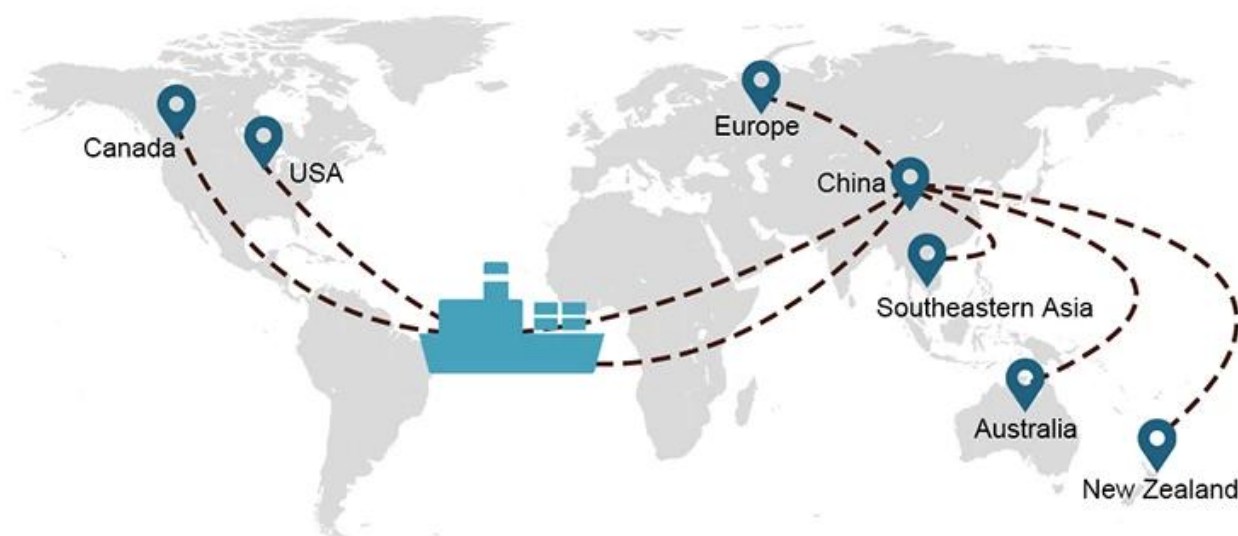 Canada
USA
Europe
China
Southeastern Asia
Australia
New Zealand